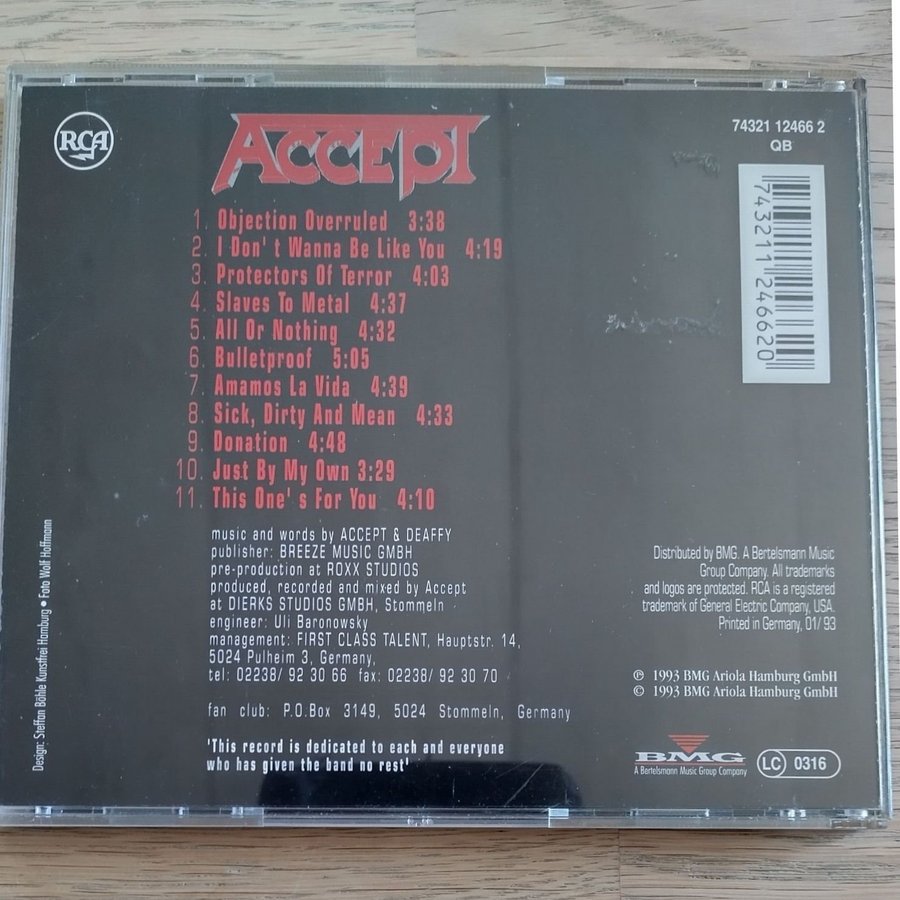 RCA
ACCEPT
74321 12466 2
QB
743211 246620
1. Objection Overruled 3:38
2. I Don' t Wanna Be Like You 4:19
3. Protectors Of Terror 4:03
4. Slaves To Metal 4:37
5. All Or Nothing 4:32
6. Bulletproof 5:05
7. Amamos La Vida 4:39
8. Sick, Dirty And Mean 4:33
9. Donation 4:48
10. Just By My Own 3:29
11. This One' s For You 4:10
music and words by ACCEPT & DEAFFY
publisher: BREEZE MUSIC GMBH
pre-production at ROXX STUDIOS
produced, recorded and mixed by Accept
at DIERKS STUDIOS GMBH, Stommeln
engineer: Uli Baronowsky
management: FIRST CLASS TALENT, Hauptstr. 14,
5024 Pulheim 3, Germany,
tel: 02238/ 92 30 66 fax: 02238/ 92 30 70
fan club: P.O.Box 3149, 5024 Stommeln, Germany
'This record is dedicated to each and everyone
who has given the band no rest'
Design: Steffan Böhle Kunstfrei Hamburg • Foto Wolf Hoffmann
Distributed by BMG. A Bertelsmann Music
Group Company. All trademarks
and logos are protected. RCA is a registered
trademark of General Electric Company, USA.
Printed in Germany, 01/ 93
℗ 1993 BMG Ariola Hamburg GmbH
© 1993 BMG Ariola Hamburg GmbH
BMG
A Bertelsmann Music Group Company
LC 0316